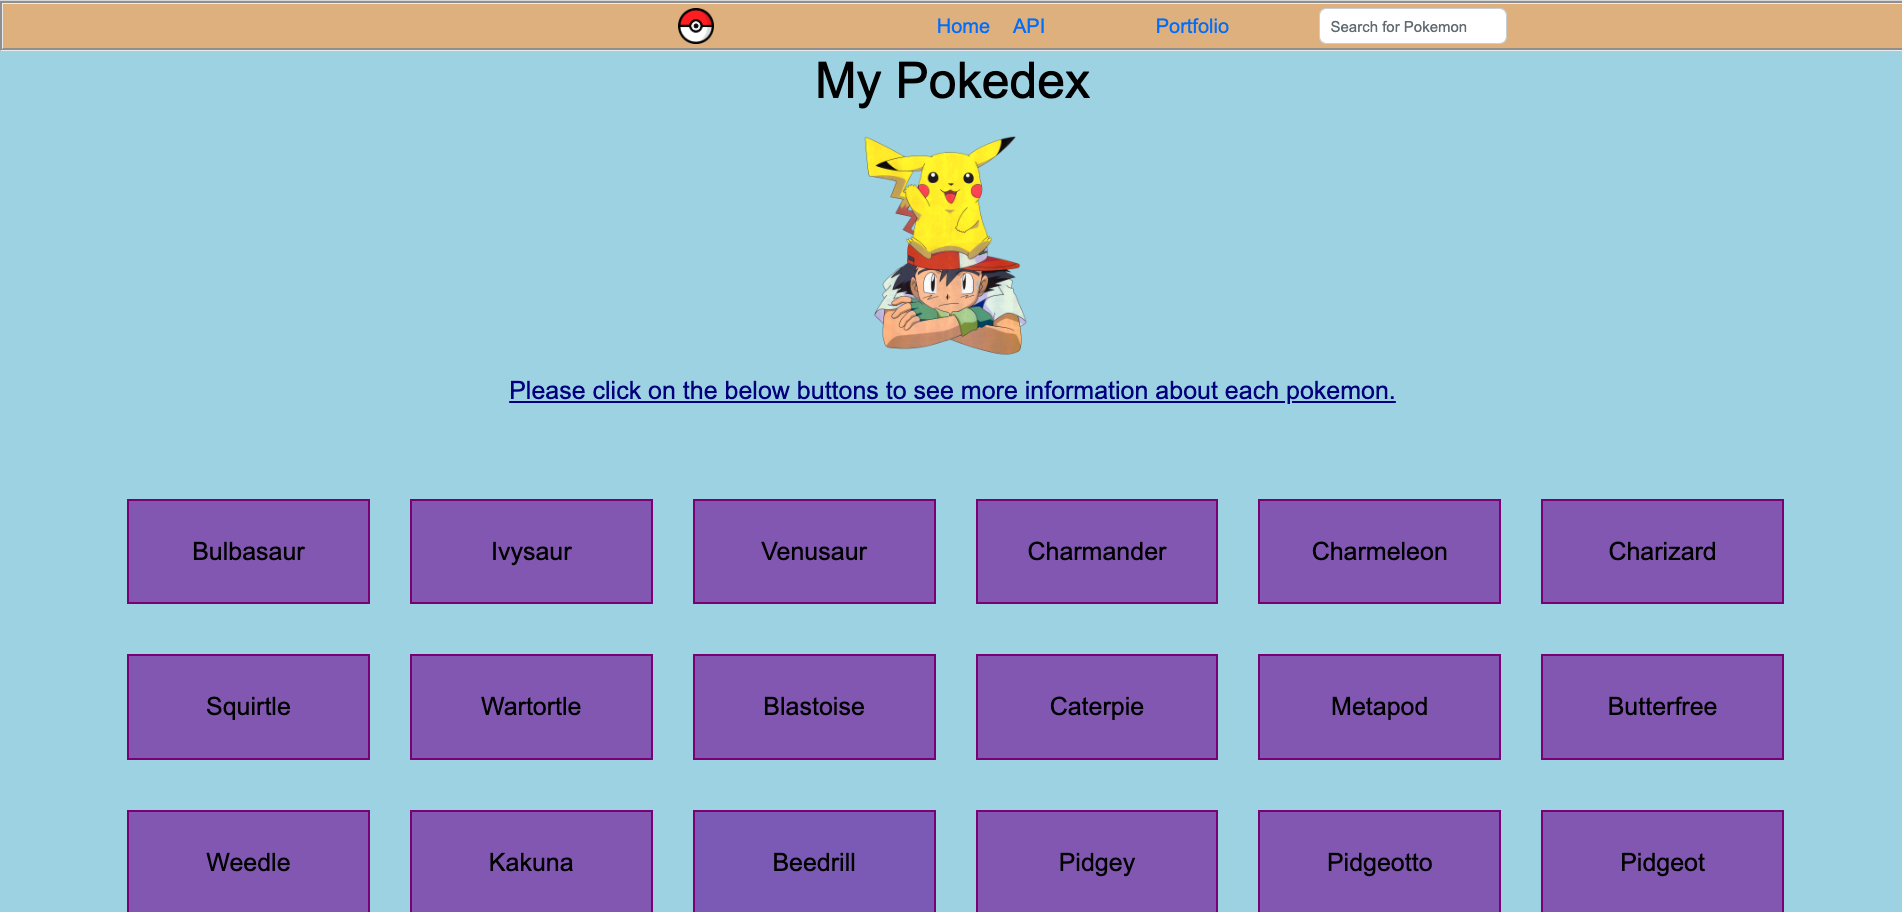 Home API Portfolio Search for Pokemon
My Pokedex
Please click on the below buttons to see more information about each pokemon.
Bulbasaur Ivysaur Venusaur Charmander Charmeleon Charizard
Squirtle Wartortle Blastoise Caterpie Metapod Butterfree
Weedle Kakuna Beedrill Pidgey Pidgeotto Pidgeot